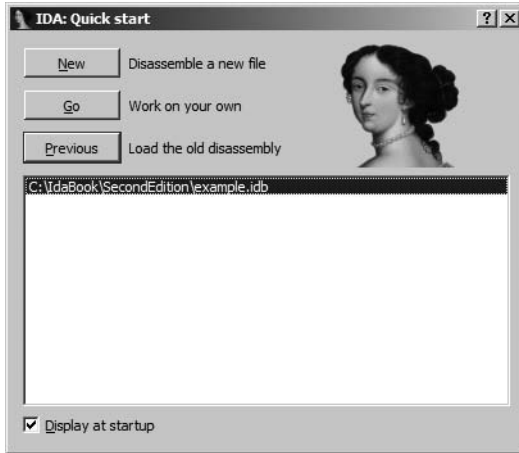 IDA: Quick start
New Disassemble a new file
Go Work on your own
Previous Load the old disassembly
C:\IdaBook\SecondEdition\example.idb
Display at startup